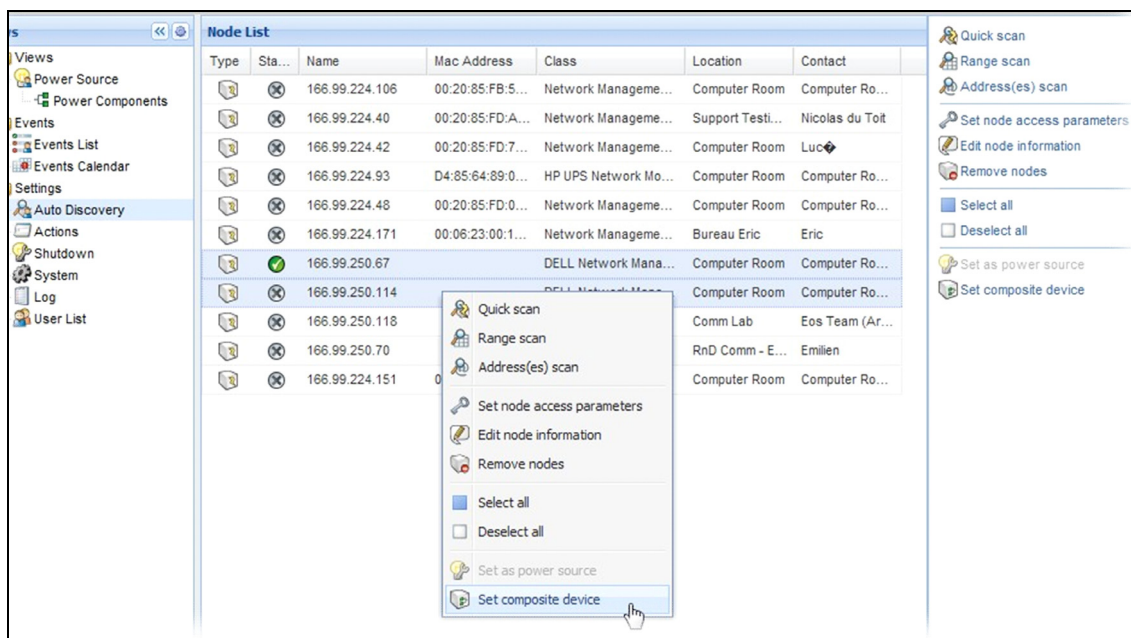 s
Node List
Views
Power Source
Power Components
Events
Events List
Events Calendar
Settings
Auto Discovery
Actions
Shutdown
System
Log
User List
Type Sta... Name Mac Address Class Location Contact
166.99.224.106 00:20:85:FB:5... Network Manageme... Computer Room Computer Ro...
166.99.224.40 00:20:85:FD:A... Network Manageme... Support Testi... Nicolas du Toit
166.99.224.42 00:20:85:FD:7... Network Manageme... Computer Room Luc�
166.99.224.93 D4:85:64:89:0... HP UPS Network Mo... Computer Room Computer Ro...
166.99.224.48 00:20:85:FD:0... Network Manageme... Computer Room Computer Ro...
166.99.224.171 00:06:23:00:1... Network Manageme... Bureau Eric Eric
166.99.250.67 DELL Network Mana... Computer Room Computer Ro...
166.99.250.114 DELL Network Mana... Computer Room Computer Ro...
166.99.250.118 Comm Lab Eos Team (Ar...
166.99.250.70 RnD Comm - E... Emilien
166.99.224.151 0 Computer Room Computer Ro...
Quick scan
Range scan
Address(es) scan
Set node access parameters
Edit node information
Remove nodes
Select all
Deselect all
Set as power source
Set composite device
Quick scan
Range scan
Address(es) scan
Set node access parameters
Edit node information
Remove nodes
Select all
Deselect all
Set as power source
Set composite device